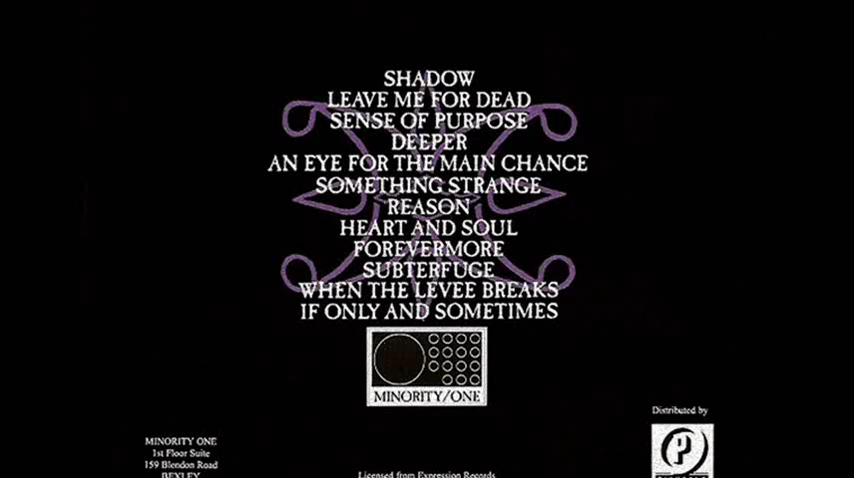 SHADOW
LEAVE ME FOR DEAD
SENSE OF PURPOSE
DEEPER
AN EYE FOR THE MAIN CHANCE
SOMETHING STRANGE
REASON
HEART AND SOUL
FOREVERMORE
SUBTERFUGE
WHEN THE LEVEE BREAKS
IF ONLY AND SOMETIMES
MINORITY/ONE
Distributed by
P
MINORITY ONE
1st Floor Suite
159 Blendon Road
BEXLEY
Licensed from Expression Records